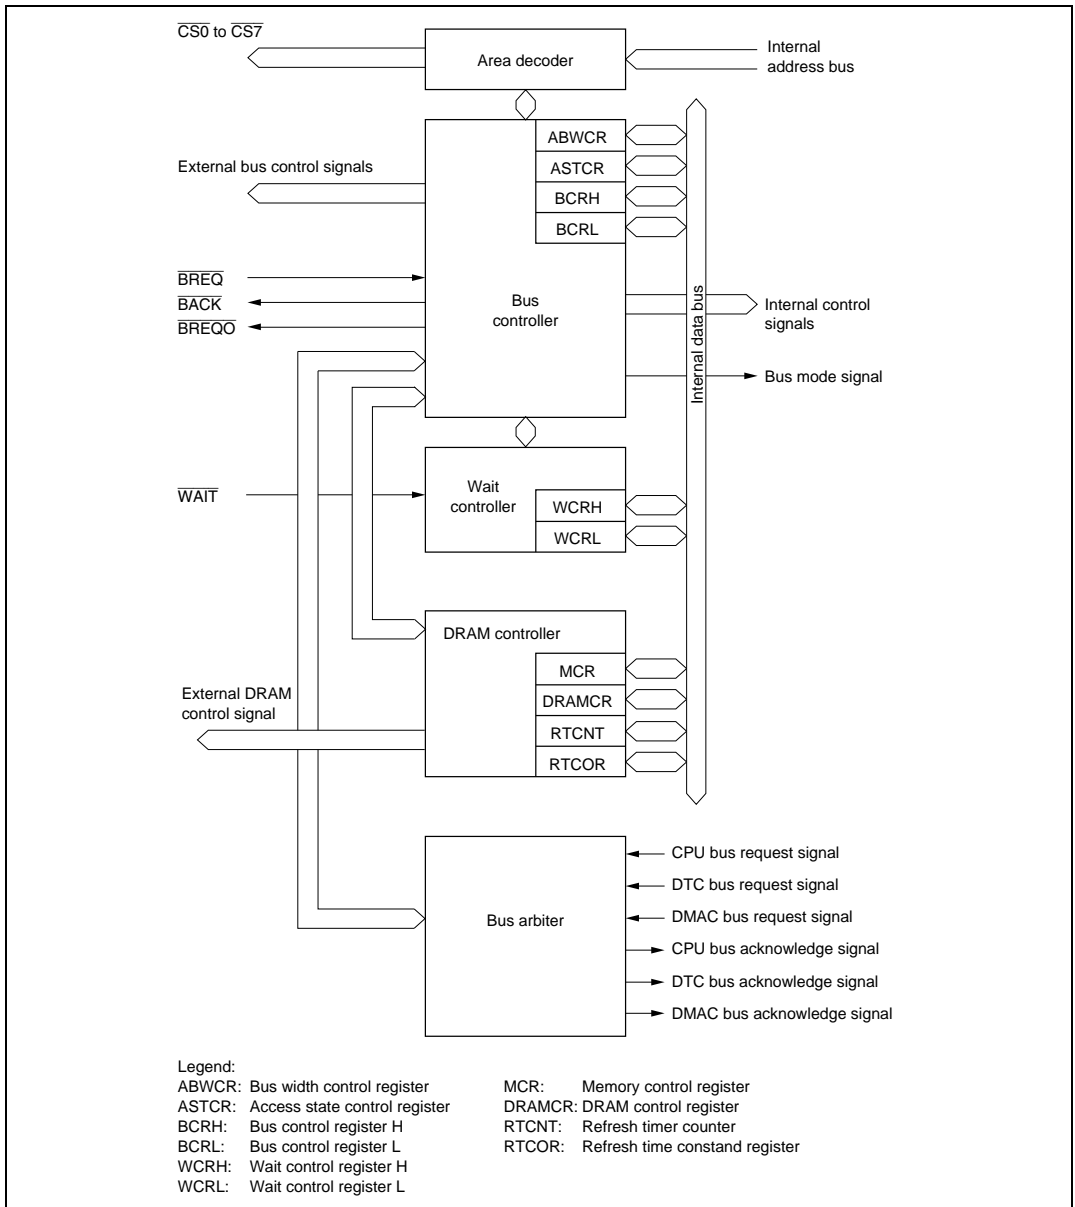 CS0 to CS7
Area decoder
Internal
address bus
ABWCR
ASTCR
BCRH
BCRL
External bus control signals
BREQ
BACK
BREQO
Bus
controller
Internal data bus
Internal control
signals
Bus mode signal
WAIT
Wait
controller
WCRH
WCRL
DRAM controller
MCR
DRAMCR
RTCNT
RTCOR
External DRAM
control signal
Bus arbiter
CPU bus request signal
DTC bus request signal
DMAC bus request signal
CPU bus acknowledge signal
DTC bus acknowledge signal
DMAC bus acknowledge signal
Legend:
ABWCR: Bus width control register
ASTCR: Access state control register
BCRH: Bus control register H
BCRL: Bus control register L
WCRH: Wait control register H
WCRL: Wait control register L
MCR: Memory control register
DRAMCR: DRAM control register
RTCNT: Refresh timer counter
RTCOR: Refresh time constand register